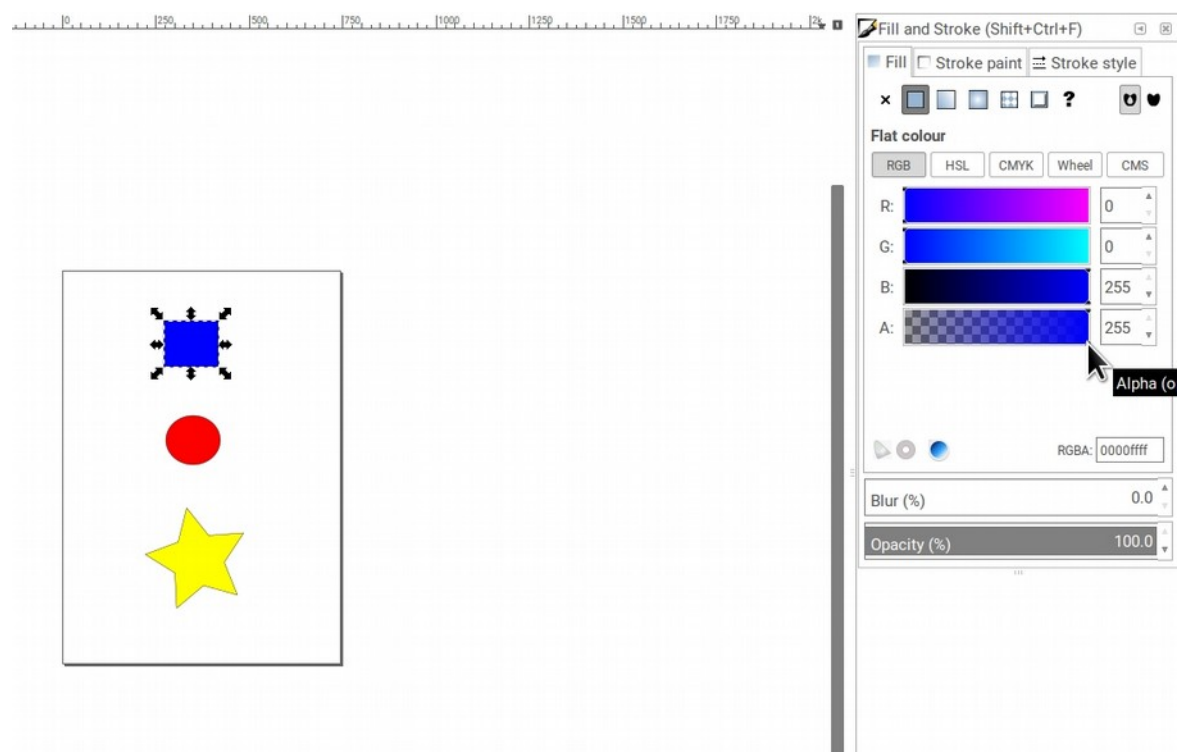 0 250 500 750 1000 1250 1500 1750 2k
Fill and Stroke (Shift+Ctrl+F)
Fill Stroke paint Stroke style
?
Flat colour
RGB HSL CMYK Wheel CMS
R: 0
G: 0
B: 255
A: 255
Alpha (o
RGBA: 0000ffff
Blur (%) 0.0
Opacity (%) 100.0